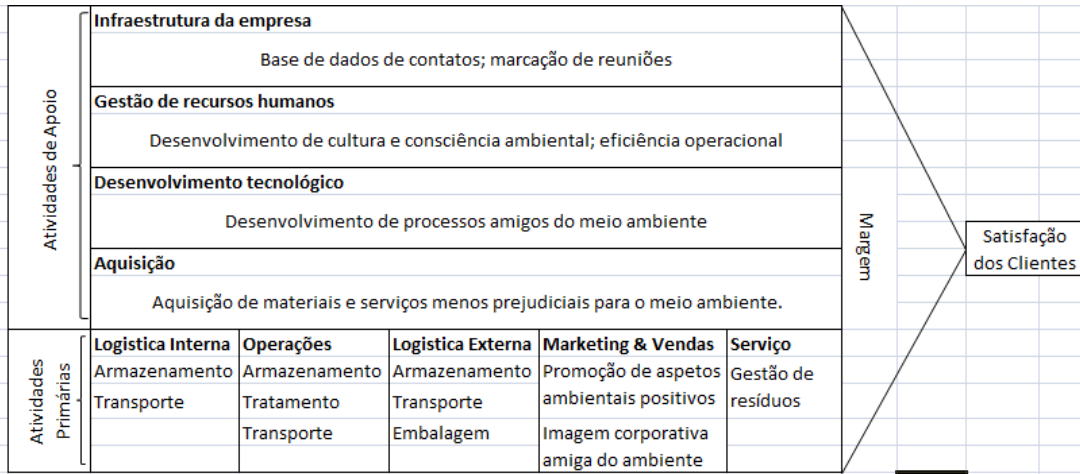 Atividades de Apoio
Infraestrutura da empresa
Base de dados de contatos; marcação de reuniões
Gestão de recursos humanos
Desenvolvimento de cultura e consciência ambiental; eficiência operacional
Desenvolvimento tecnológico
Desenvolvimento de processos amigos do meio ambiente
Aquisição
Aquisição de materiais e serviços menos prejudiciais para o meio ambiente.
Atividades
Primárias
Logistica Interna
Armazenamento
Transporte
Operações
Armazenamento
Tratamento
Transporte
Logistica Externa
Armazenamento
Transporte
Embalagem
Marketing & Vendas
Promoção de aspetos
ambientais positivos
Imagem corporativa
amiga do ambiente
Serviço
Gestão de
resíduos
Margem
Satisfação
dos Clientes